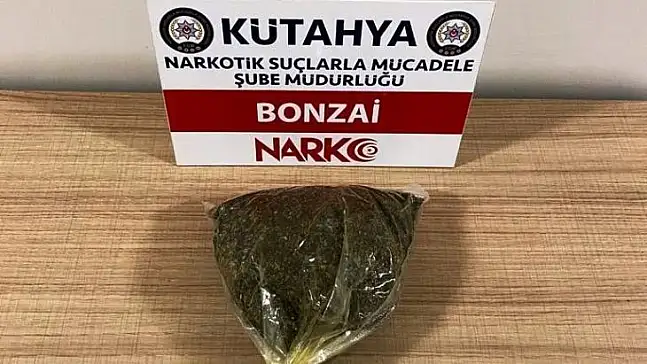 KÜTAHYA
NARKOTİK SUÇLARLA MÜCADELE
ŞUBE MÜDÜRLÜĞÜ
BONZAİ
NARKO